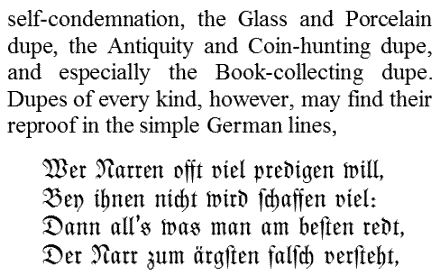 self-condemnation, the Glass and Porcelain
dupe, the Antiquity and Coin-hunting dupe,
and especially the Book-collecting dupe.
Dupes of every kind, however, may find their
reproof in the simple German lines,
Wer Narren offt viel predigen will,
Bey ihnen nicht wird schaffen viel:
Dann all's was man am besten redt,
Der Narr zum ärgsten falsch versteht,